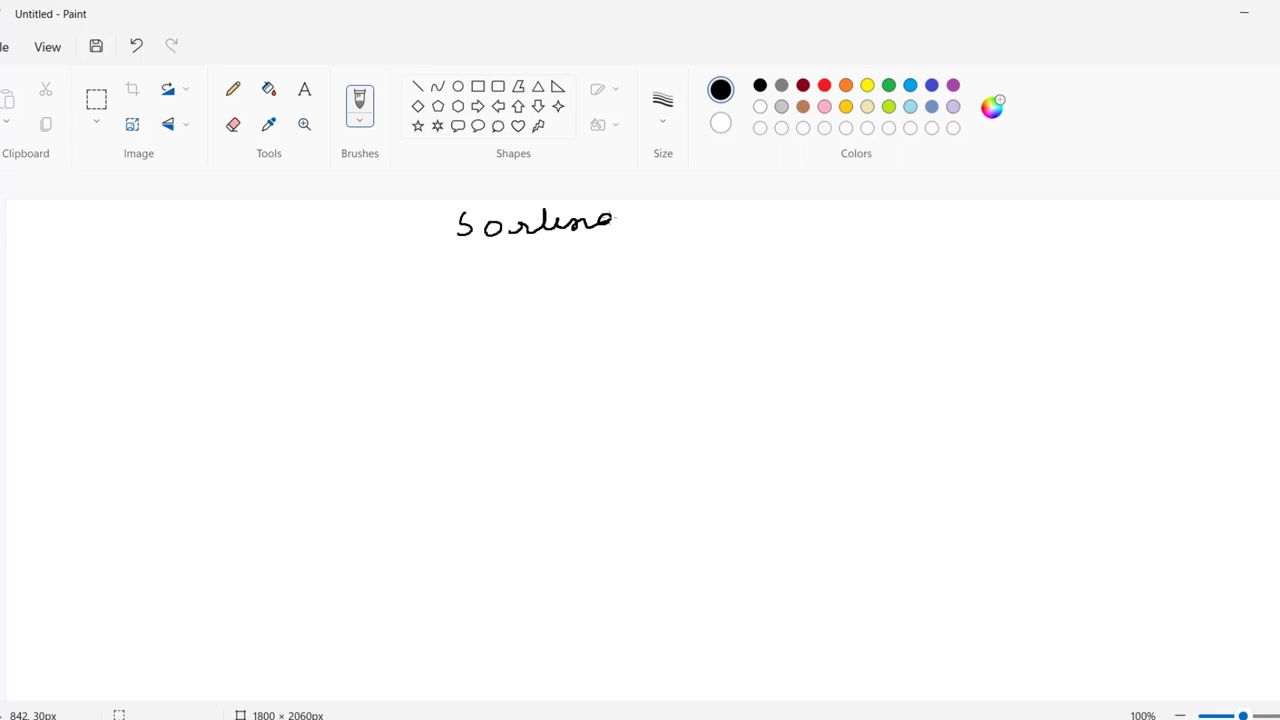 Untitled - Paint
View
Clipboard
Image
Tools
Brushes
Shapes
Size
Colors
842, 30px
1800 × 2060px
100%